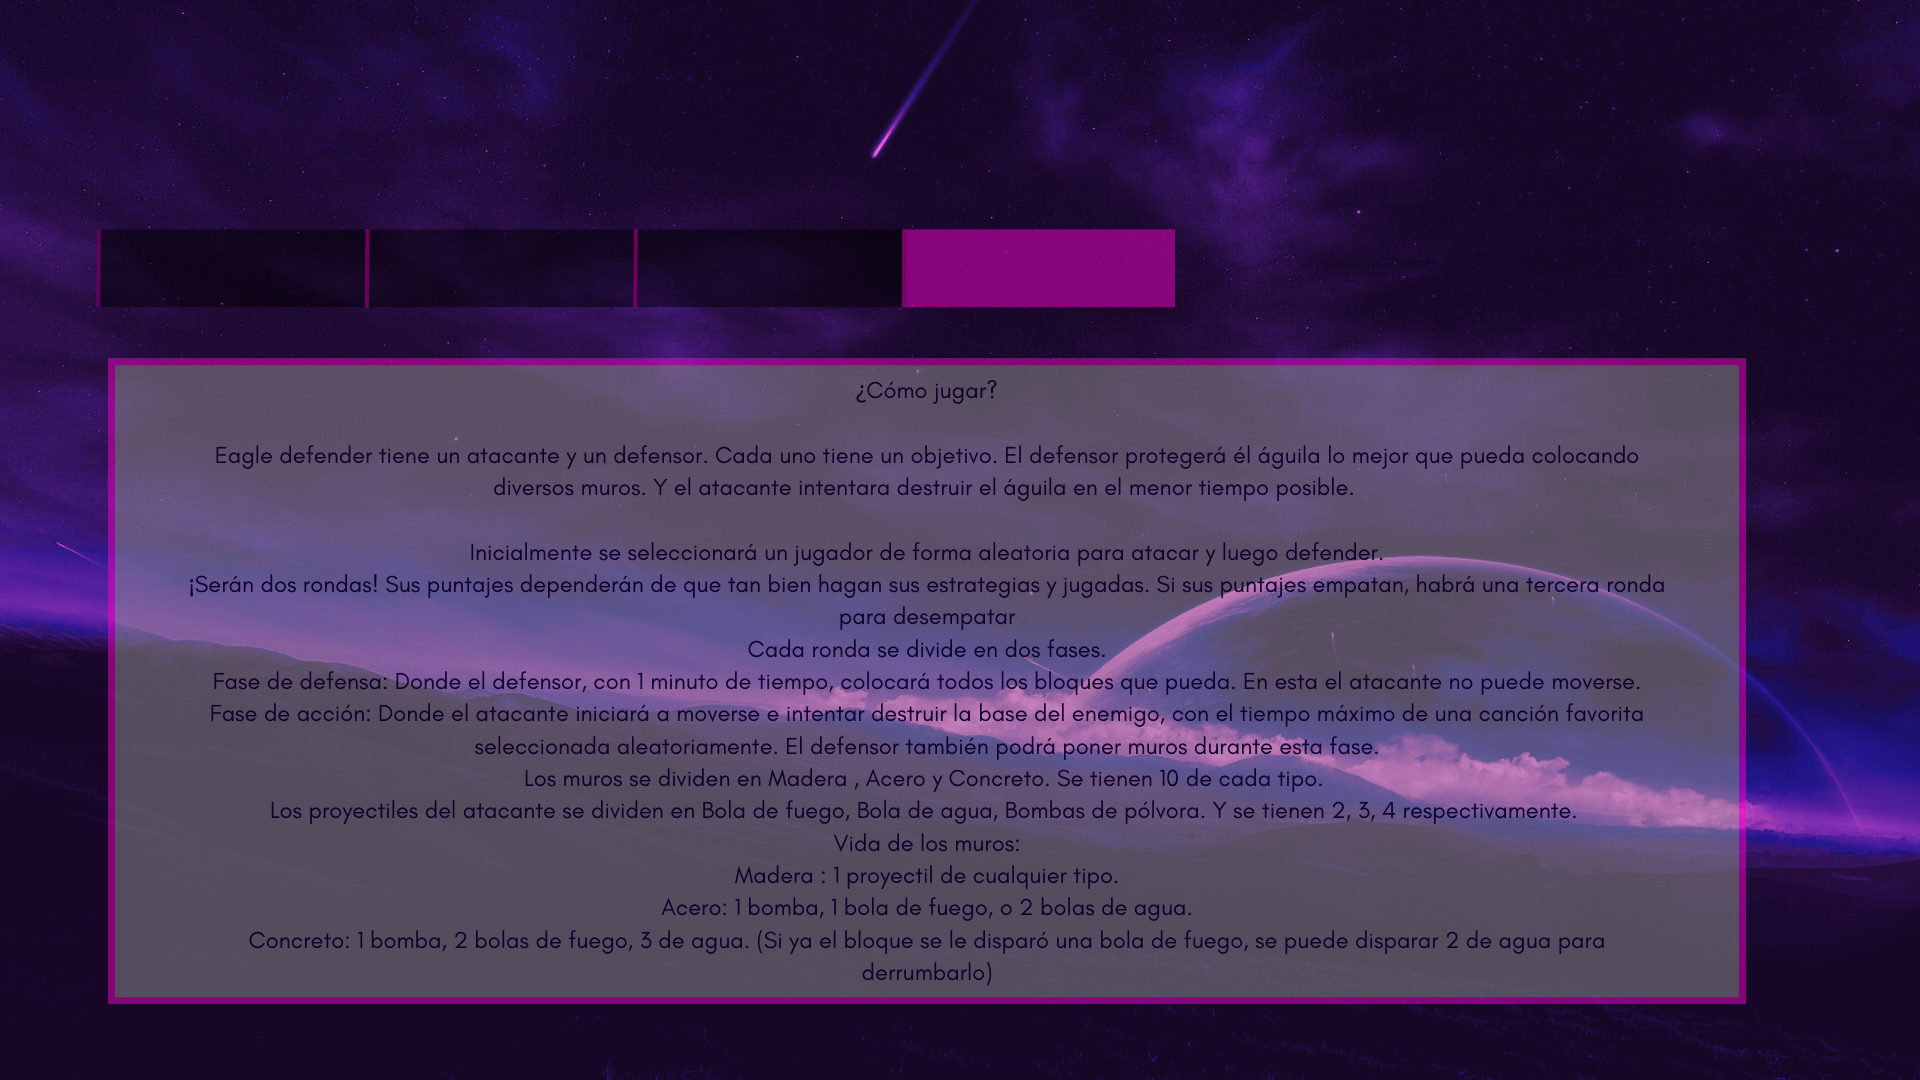 ¿Cómo jugar?
Eagle defender tiene un atacante y un defensor. Cada uno tiene un objetivo. El defensor protegerá él águila lo mejor que pueda colocando
diversos muros. Y el atacante intentara destruir el águila en el menor tiempo posible.
Inicialmente se seleccionará un jugador de forma aleatoria para atacar y luego defender.
¡Serán dos rondas! Sus puntajes dependerán de que tan bien hagan sus estrategias y jugadas. Si sus puntajes empatan, habrá una tercera ronda
para desempatar
Cada ronda se divide en dos fases.
Fase de defensa: Donde el defensor, con 1 minuto de tiempo, colocará todos los bloques que pueda. En esta el atacante no puede moverse.
Fase de acción: Donde el atacante iniciará a moverse e intentar destruir la base del enemigo, con el tiempo máximo de una canción favorita
seleccionada aleatoriamente. El defensor también podrá poner muros durante esta fase.
Los muros se dividen en Madera , Acero y Concreto. Se tienen 10 de cada tipo.
Los proyectiles del atacante se dividen en Bola de fuego, Bola de agua, Bombas de pólvora. Y se tienen 2, 3, 4 respectivamente.
Vida de los muros:
Madera : 1 proyectil de cualquier tipo.
Acero: 1 bomba, 1 bola de fuego, o 2 bolas de agua.
Concreto: 1 bomba, 2 bolas de fuego, 3 de agua. (Si ya el bloque se le disparó una bola de fuego, se puede disparar 2 de agua para
derrumbarlo)